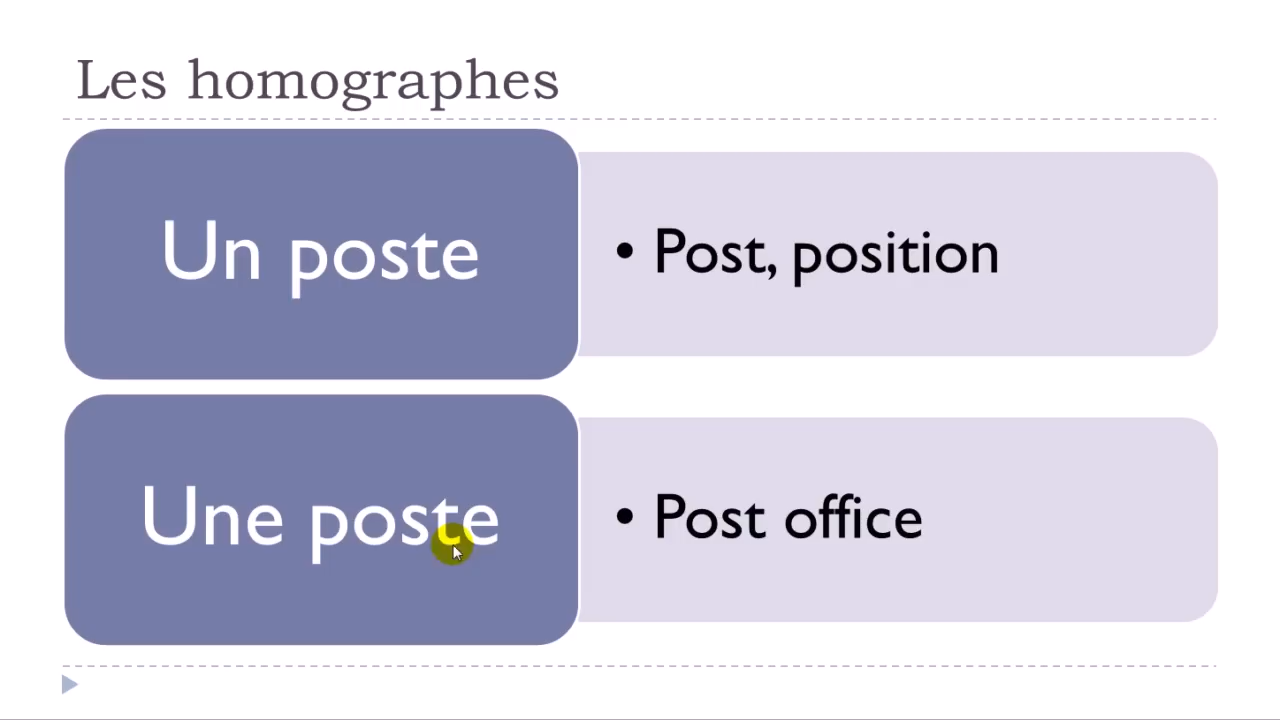 Les homographes
Un poste
• Post, position
Une poste
• Post office